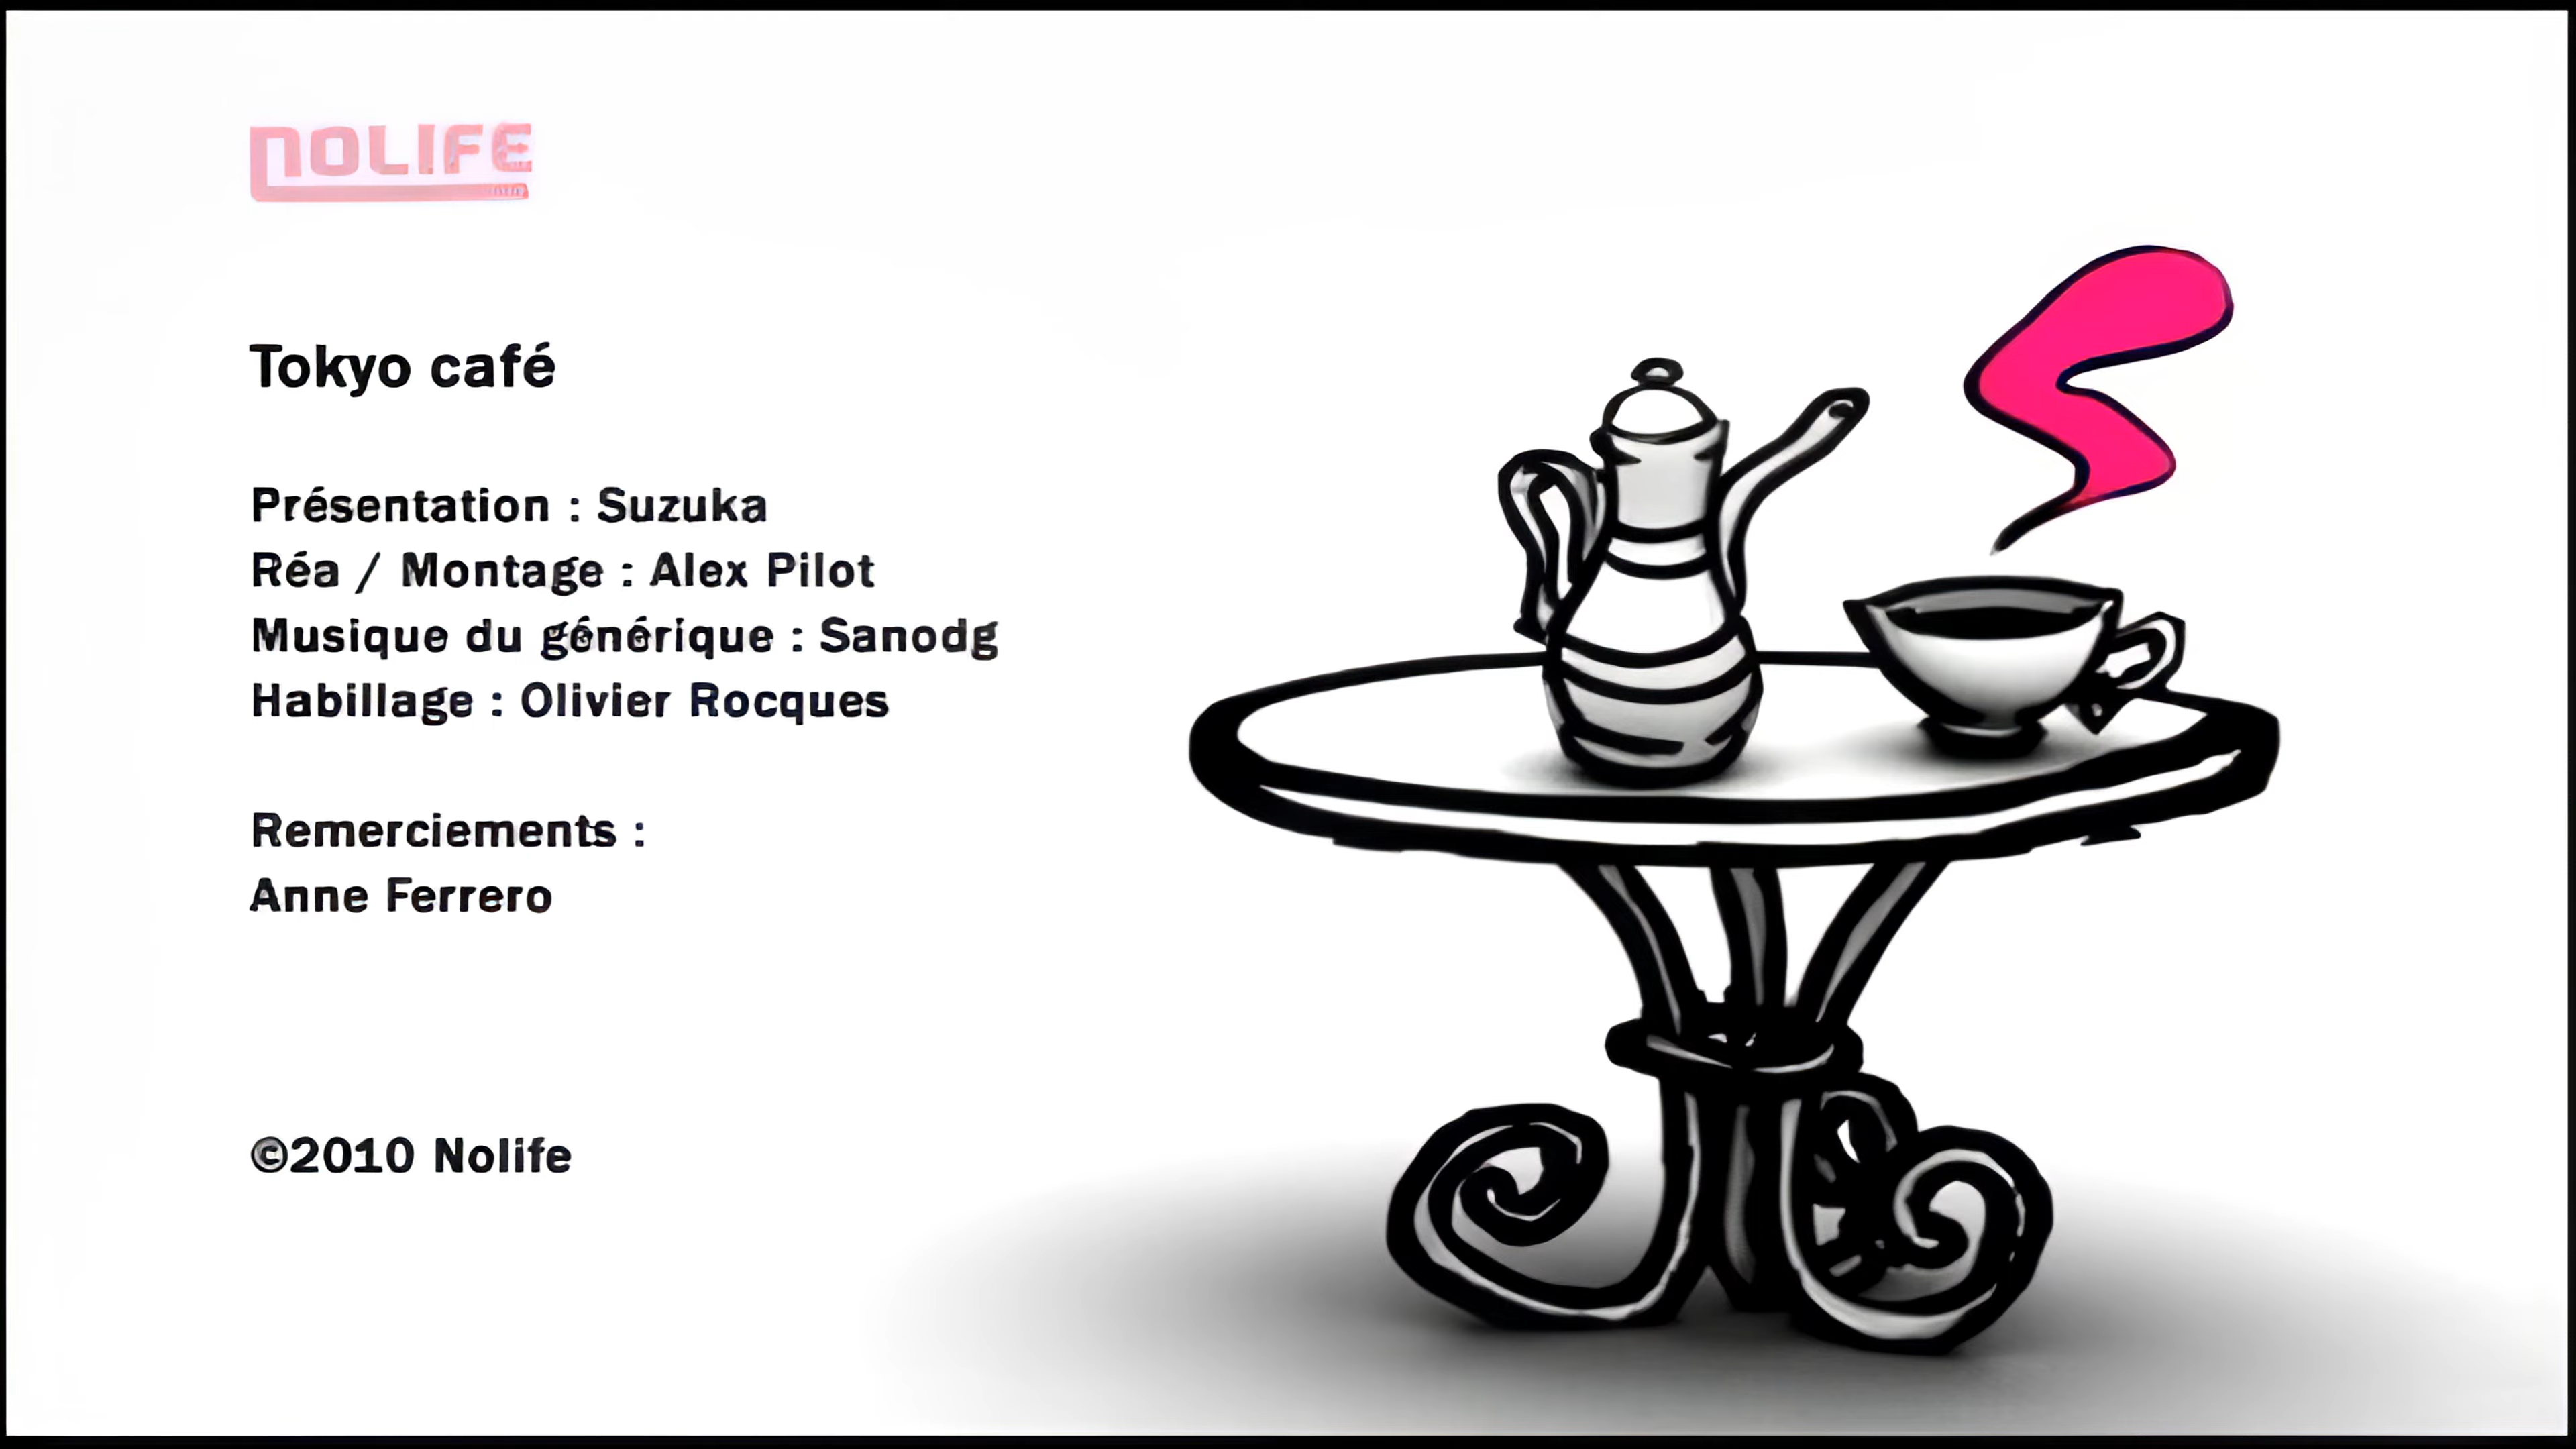 NOLIFE
Tokyo café
Présentation : Suzuka
Réa / Montage : Alex Pilot
Musique du générique : Sanodg
Habillage : Olivier Rocques
Remerciements :
Anne Ferrero
©2010 Nolife